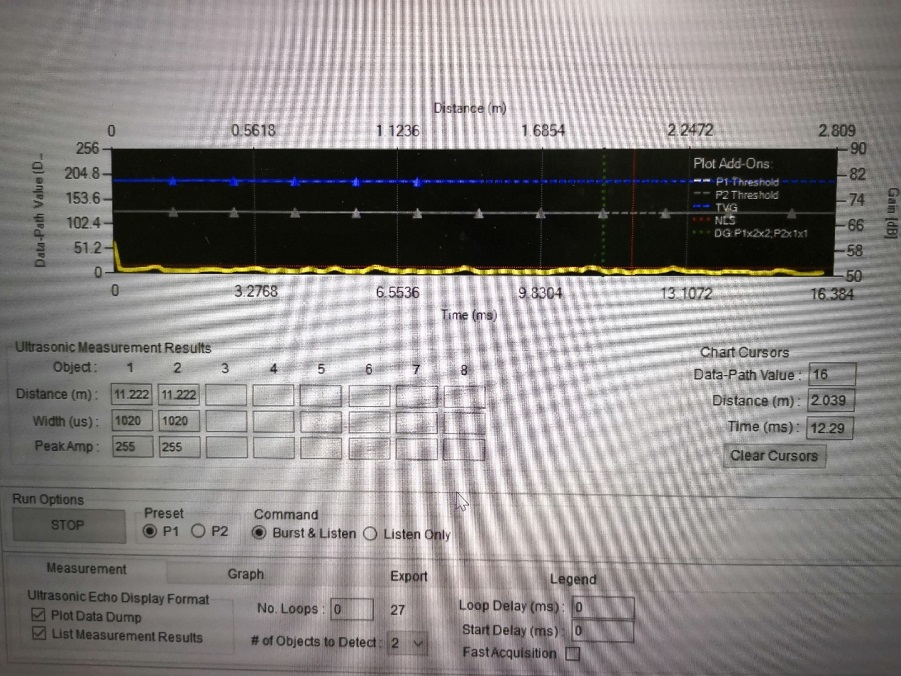 Distance (m)
0 0.5618 1.1236 1.6854 2.2472 2.809
256 90
204.8 82
153.6 74
102.4 66
51.2 58
0 50
Data-Path Value (D...
Gain [dB]
Plot Add-Ons:
P1 Threshold
P2 Threshold
TVG
NLS
DG:P1x2x2;P2x1x1
0 3.2768 6.5536 9.8304 13.1072 16.384
Time (ms)
Ultrasonic Measurement Results
Object: 1 2 3 4 5 6 7 8
Distance (m): 11.222 11.222
Width (us): 1020 1020
Peak Amp: 255 255
Chart Cursors
Data-Path Value: 16
Distance (m): 2.039
Time (ms): 12.29
Clear Cursors
Run Options
STOP
Preset
P1 P2
Command
Burst & Listen Listen Only
Measurement Graph Export Legend
Ultrasonic Echo Display Format
Plot Data Dump
List Measurement Results
No. Loops: 0 27
# of Objects to Detect: 2
Loop Delay (ms): 0
Start Delay (ms): 0
Fast Acquisition